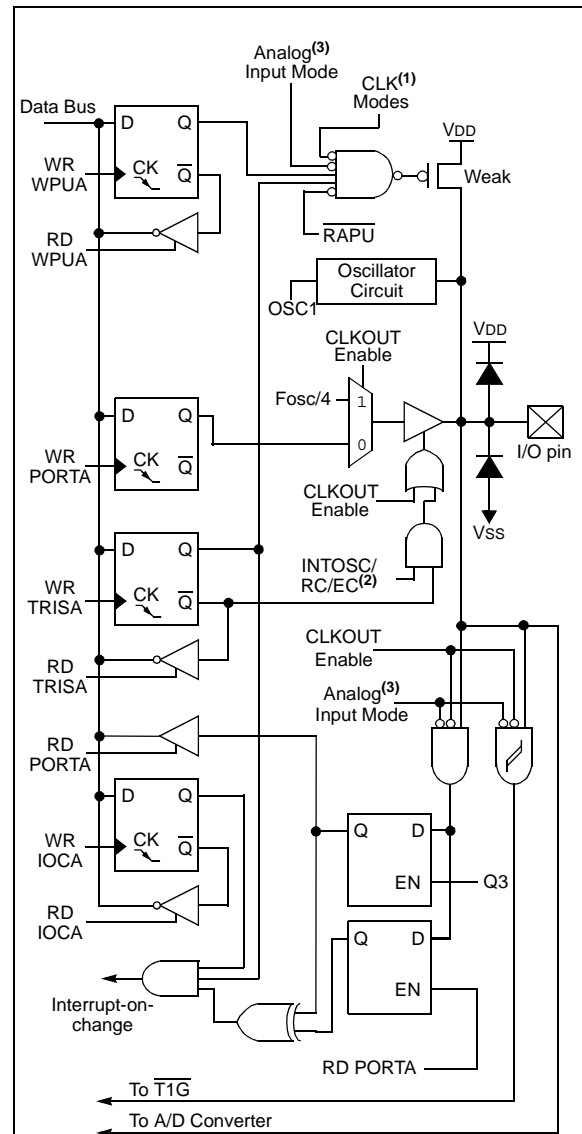 Analog(3)
Input Mode
CLK(1)
Modes
Data Bus
D Q
VDD
WR
WPUA
CK Q
Weak
RD
WPUA
RAPU
Oscillator
Circuit
OSC1
CLKOUT
Enable
VDD
Fosc/4
1
D Q
0
I/O pin
WR
PORTA
CK Q
CLKOUT
Enable
VSS
D Q
INTOSC/
RC/EC(2)
WR
TRISA
CK Q
CLKOUT
Enable
RD
TRISA
Analog(3)
Input Mode
RD
PORTA
D Q
Q D
WR
IOCA
CK Q
EN
Q3
RD
IOCA
Q D
EN
Interrupt-on-
change
RD PORTA
To T1G
To A/D Converter